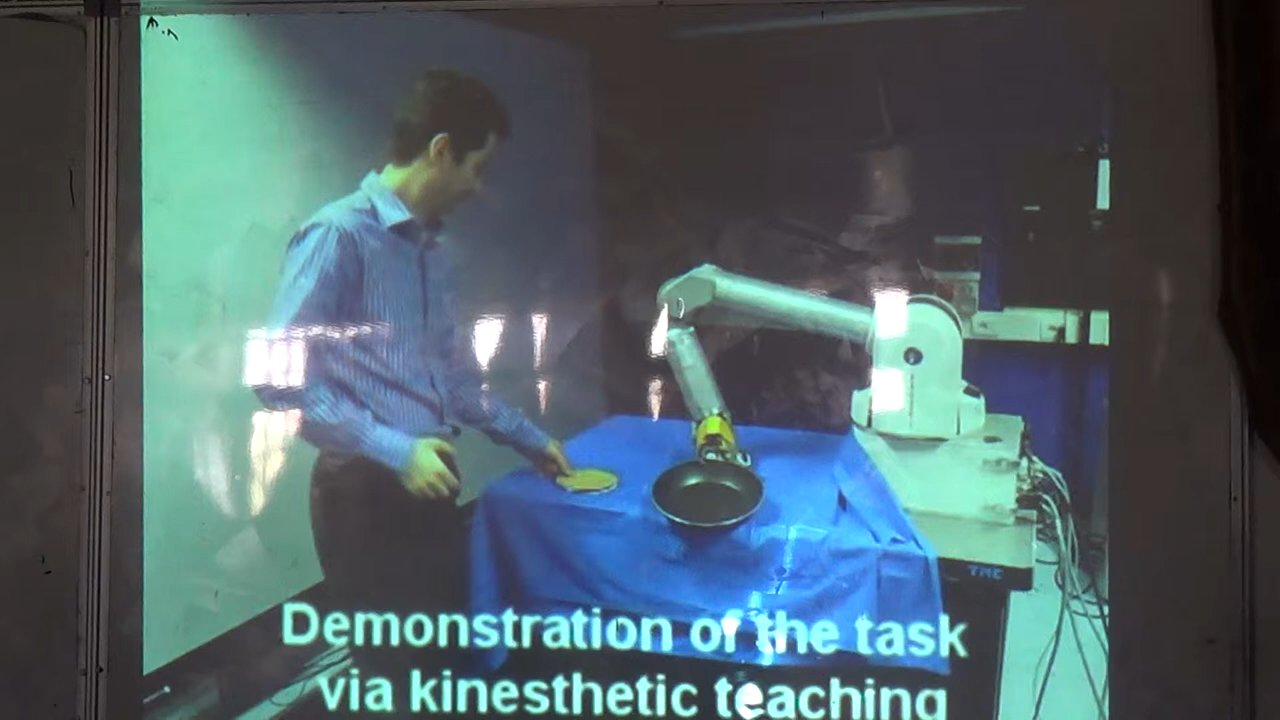 Demonstration of the task
via kinesthetic teaching